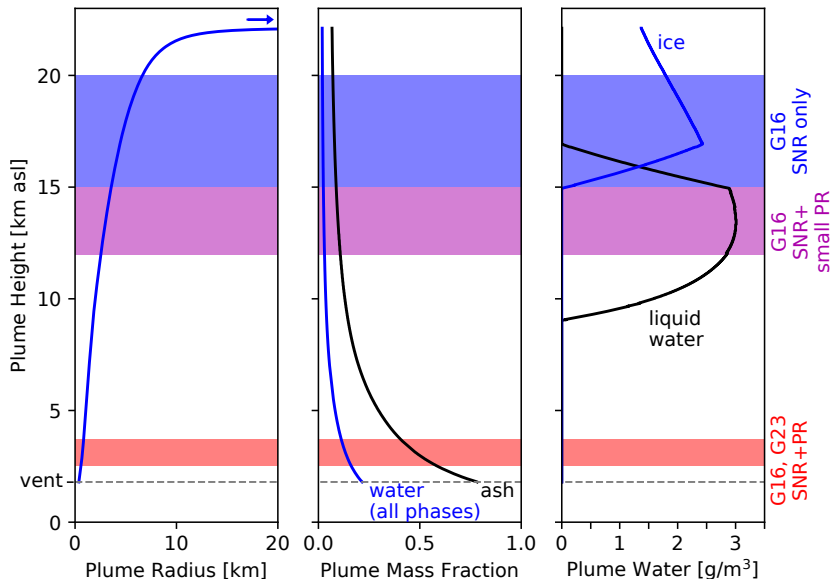 20
15
10
5
0
vent
Plume Height [km asl]
0
10
20
Plume Radius [km]
water
(all phases)
ash
0.0
0.5
1.0
Plume Mass Fraction
ice
liquid
water
0
1
2
3
Plume Water [g/m³]
G16
SNR only
G16
SNR+
small PR
G16, G23
SNR+PR